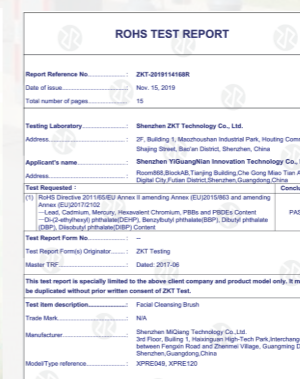 ROHS TEST REPORT
Report Reference No.....................: ZKT-2019114168R
Date of issue.....................: Nov. 15, 2019
Total number of pages.....................: 15
Testing Laboratory.....................: Shenzhen ZKT Technology Co., Ltd.
Address.....................: 2F, Building 1, Maozhoushan Industrial Park, Houting Comm
Shajing Street, Bao'an District, Shenzhen, China
Applicant's name.....................: Shenzhen YiGuangNian Innovation Technology Co.,
Address.....................: Room868,BlockAB,Tianjing Building,Che Gong Miao Tian A
Digital City,Futian District,Shenzhen,Guangdong,China
Test Requested : Conclu
(1) RoHS Directive 2011/65/EU Annex II amending Annex (EU)2015/863 and amending
Annex (EU)2017/2102
—Lead, Cadmium, Mercury, Hexavalent Chromium, PBBs and PBDEs Content
—Di-(2-ethylhexyl) phthalate(DEHP), Benzylbutyl phthalate(BBP), Dibutyl phthalate
(DBP), Diisobutyl phthalate(DIBP) Content
PAS
Test Report Form No.....................: --
Test Report Form(s) Originator.........: ZKT Testing
Master TRF.....................: Dated: 2017-06
This test report is specially limited to the above client company and product model only. It m
be duplicated without prior written consent of ZKT Test.
Test item description.....................: Facial Cleansing Brush
Trade Mark.....................: N/A
Manufacturer.....................: Shenzhen MiQiang Technology Co.,Ltd.
3rd Floor, Builing 1, Haixinguan High-Tech Park,Interchang
between Fengxin Road and Zhenmei Village, Guangming D
Shenzhen,Guangdong,China
Model/Type reference.....................: XPRE049, XPRE120